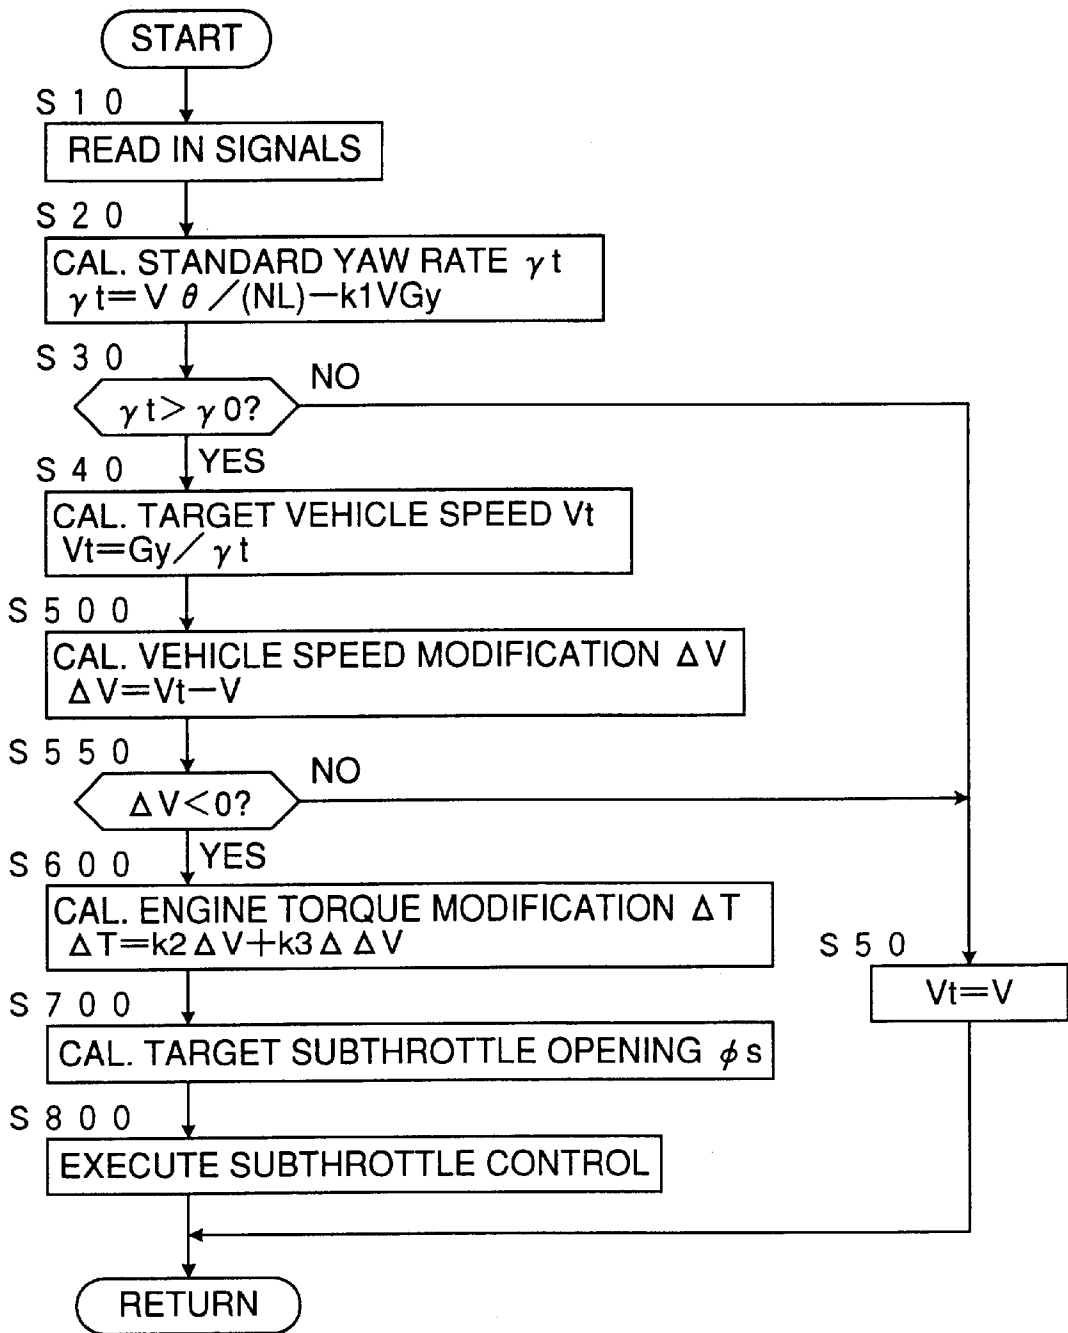 START
S10
READ IN SIGNALS
S20
CAL. STANDARD YAW RATE γt
γt=Vθ/(NL)−k1VGy
S30
γt>γ0?
NO
YES
S40
CAL. TARGET VEHICLE SPEED Vt
Vt=Gy/γt
S500
CAL. VEHICLE SPEED MODIFICATION ΔV
ΔV=Vt−V
S550
ΔV<0?
NO
YES
S600
CAL. ENGINE TORQUE MODIFICATION ΔT
ΔT=k2ΔV+k3ΔΔV
S50
Vt=V
S700
CAL. TARGET SUBTHROTTLE OPENING φs
S800
EXECUTE SUBTHROTTLE CONTROL
RETURN